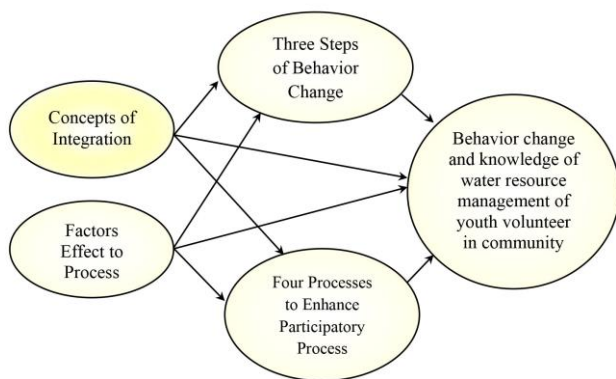 Three Steps
of Behavior
Change
Concepts of
Integration
Behavior change
and knowledge of
water resource
management of
youth volunteer
in community
Factors
Effect to
Process
Four Processes
to Enhance
Participatory
Process